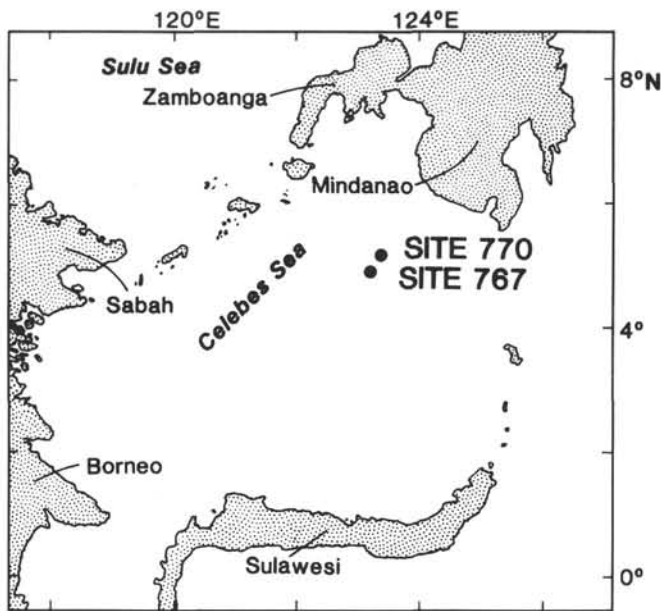 120°E 124°E
Sulu Sea
8°N
Zamboanga
Mindanao
SITE 770
SITE 767
Sabah
Celebes Sea
4°
Borneo
Sulawesi
0°